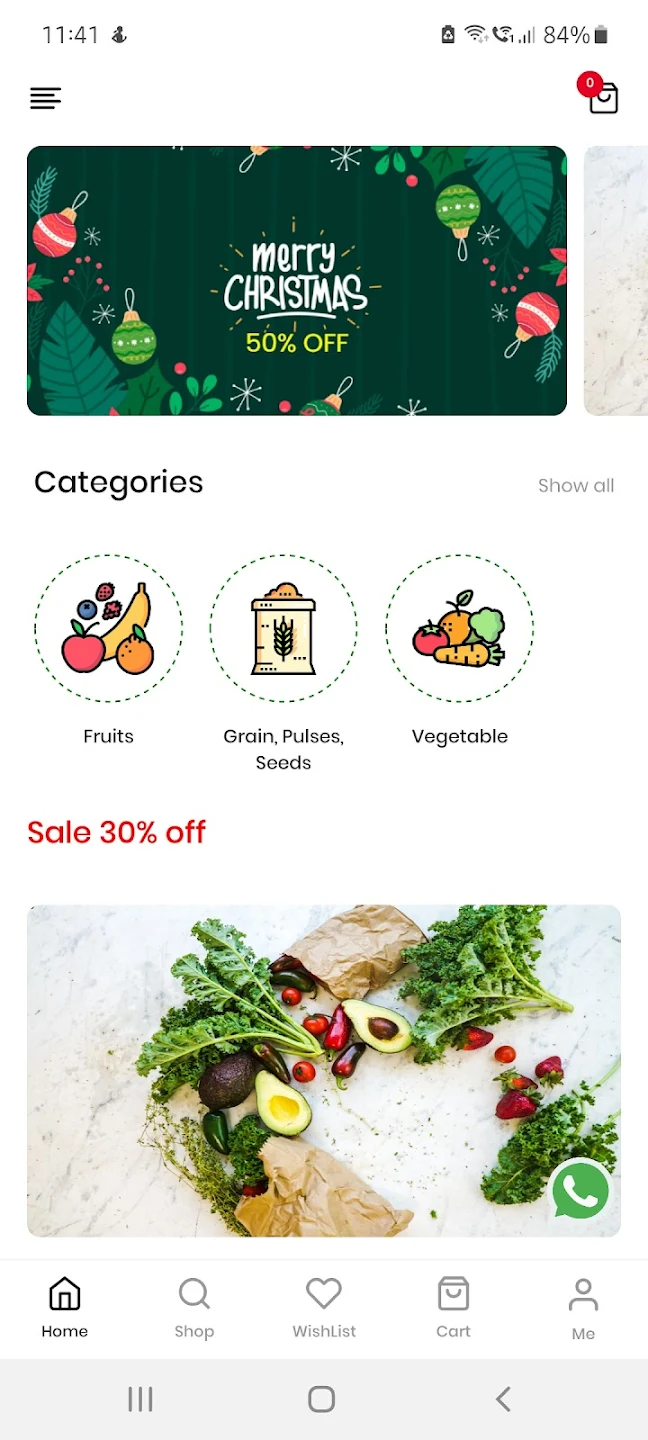 11:41
84%
0
merry
CHRISTMAS
50% OFF
Categories
Show all
Fruits
Grain, Pulses,
Seeds
Vegetable
Sale 30% off
Home
Shop
WishList
Cart
Me